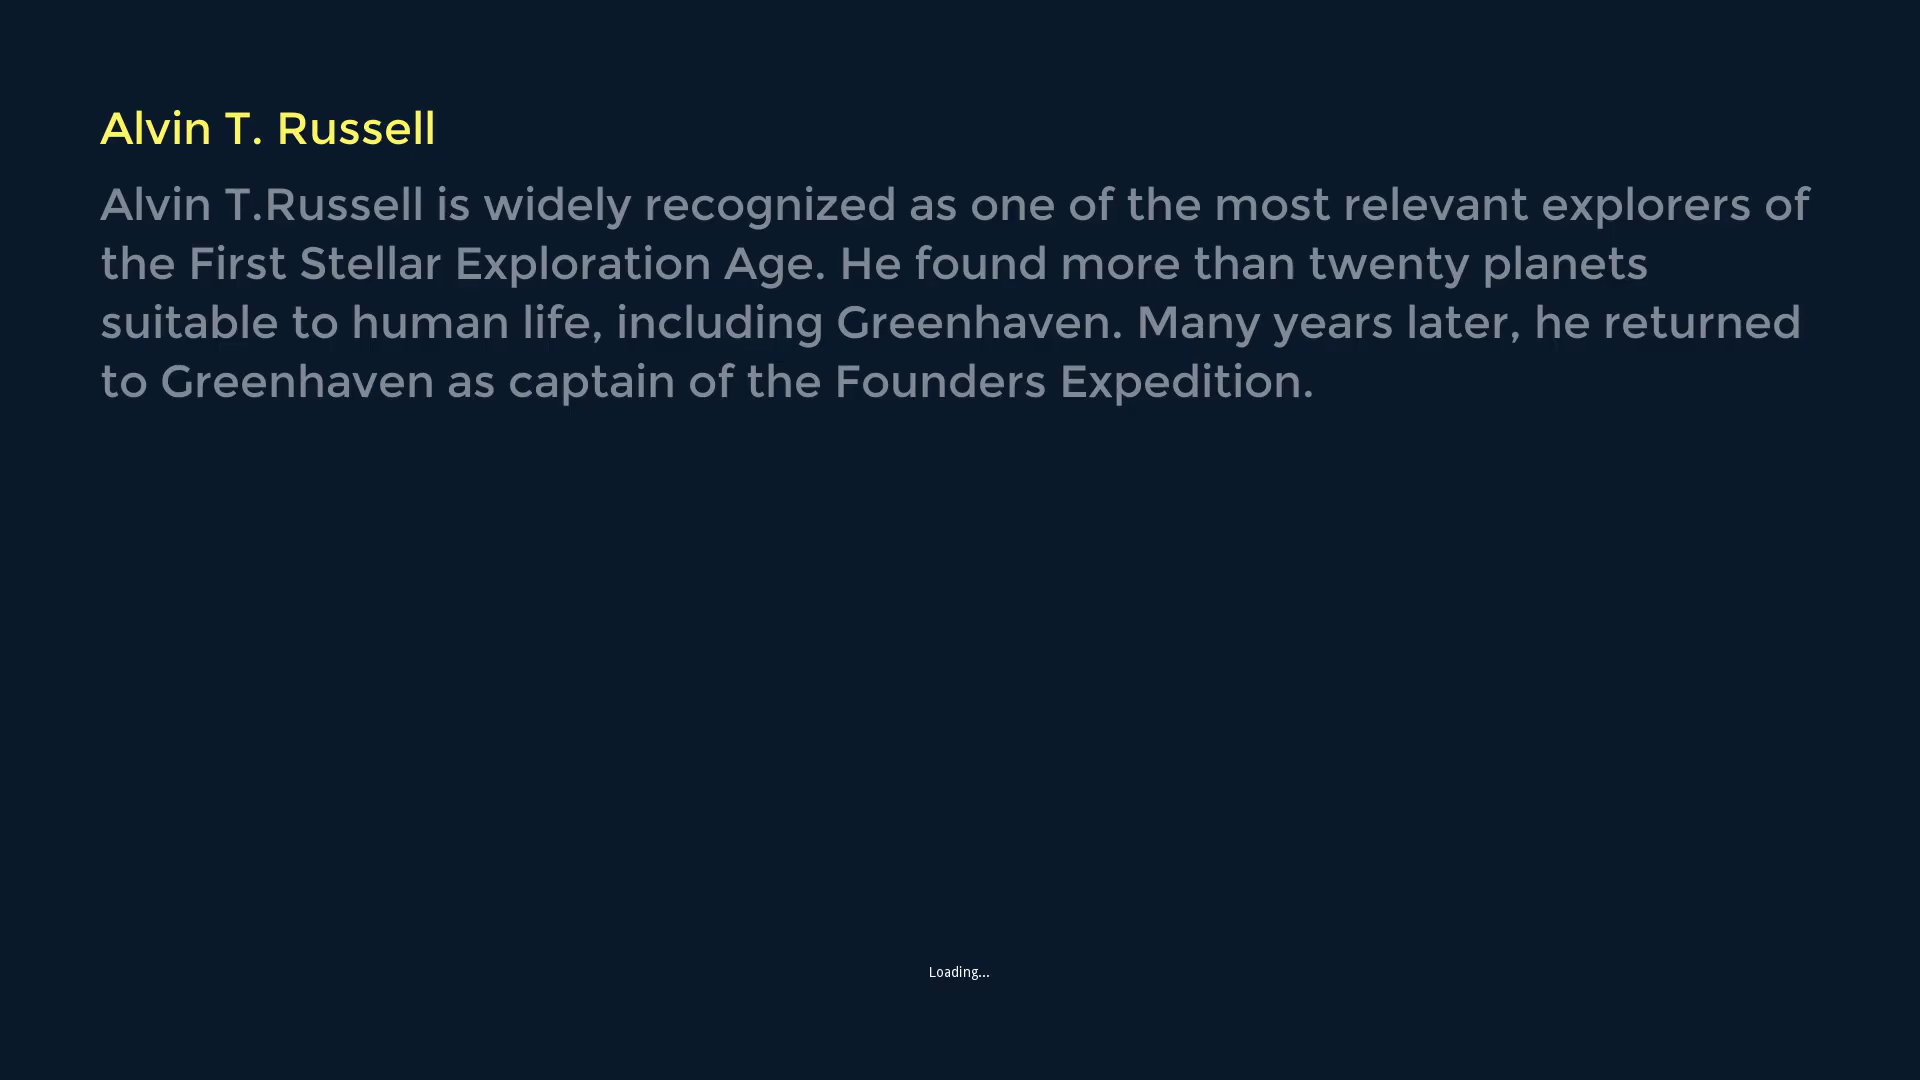 Alvin T. Russell
Alvin T.Russell is widely recognized as one of the most relevant explorers of
the First Stellar Exploration Age. He found more than twenty planets
suitable to human life, including Greenhaven. Many years later, he returned
to Greenhaven as captain of the Founders Expedition.
Loading...